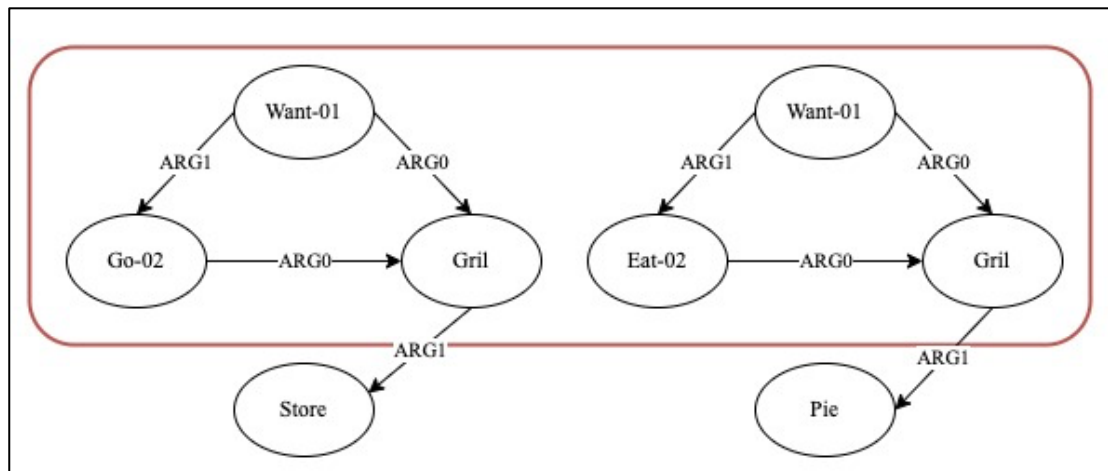 Want-01 Want-01
ARG1 ARG0 ARG1 ARG0
Go-02 ARG0 Gril Eat-02 ARG0 Gril
ARG1 ARG1
Store Pie